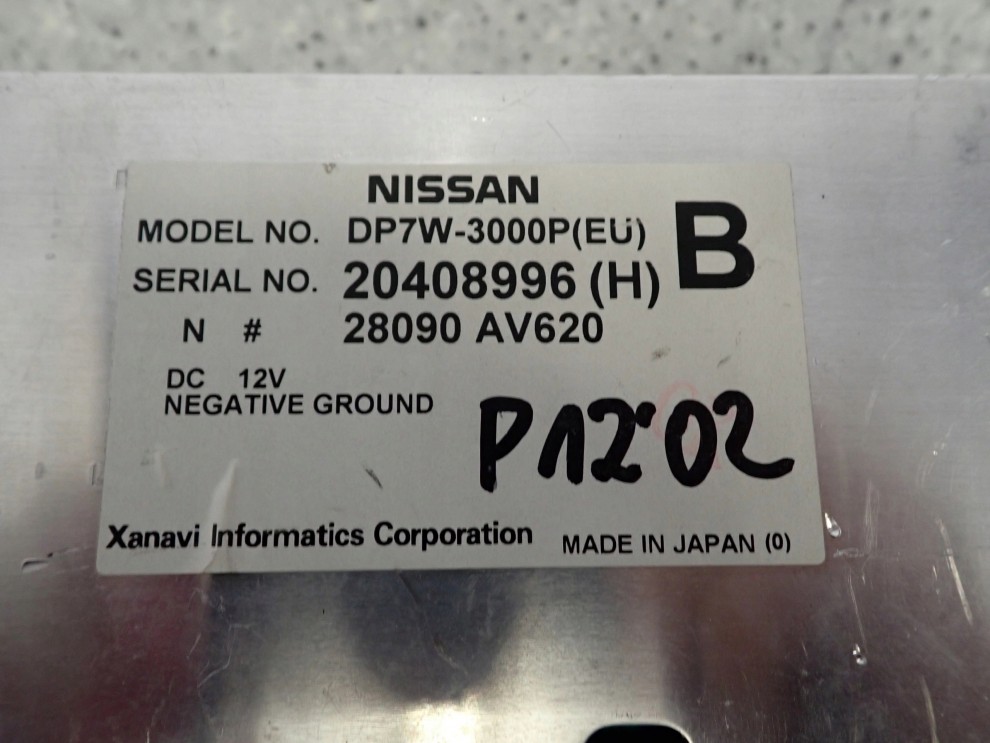 NISSAN
MODEL NO. DP7W-3000P(EU)
B
SERIAL NO. 20408996 (H)
N # 28090 AV620
DC 12V
NEGATIVE GROUND
P12'02
Xanavi Informatics Corporation
MADE IN JAPAN (0)